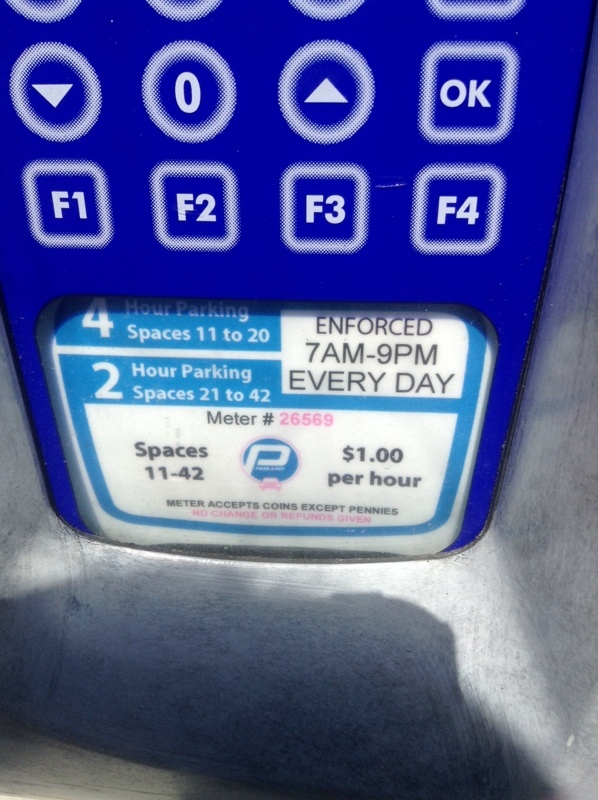 0 OK
F1 F2 F3 F4
4 Hour Parking
Spaces 11 to 20
2 Hour Parking
Spaces 21 to 42
ENFORCED
7AM-9PM
EVERY DAY
Meter # 26569
Spaces
11-42
P
$1.00
per hour
METER ACCEPTS COINS EXCEPT PENNIES
NO CHANGE OR REFUNDS GIVEN